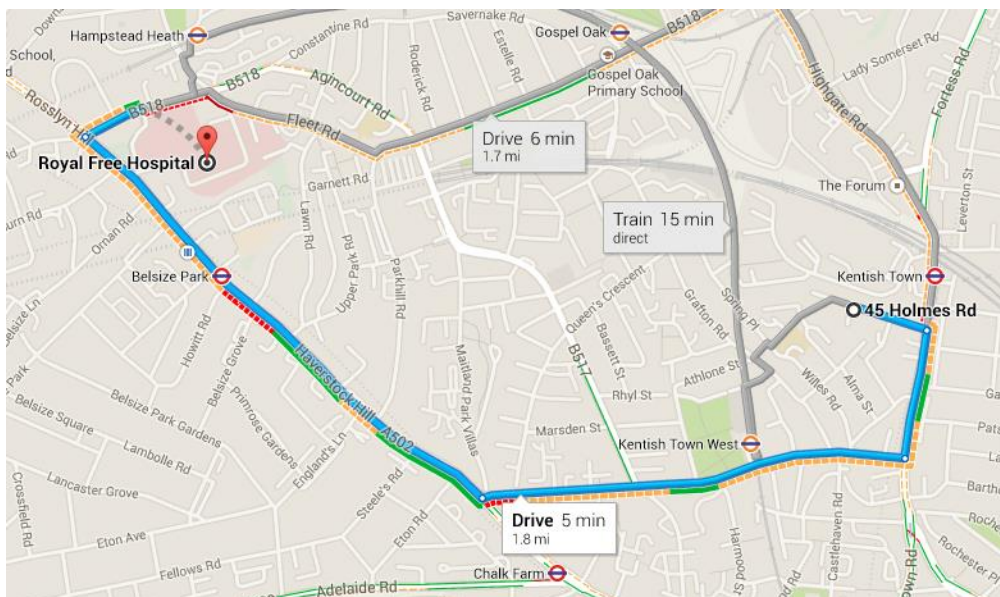 Hampstead Heath
Constantine Rd
Savernake Rd
Estelle Rd
Gospel Oak
Gospel Oak
Primary School
Highgate Rd
Lady Somerset Rd
Fortess Rd
School,
Rosslyn Hill
B518
B518
Agincourt Rd
Roderick Rd
B518
Fleet Rd
Drive 6 min
1.7 mi
Royal Free Hospital
Garnett Rd
Lawn Rd
The Forum
Leverton St
Ornan Rd
Upper Park Rd
Parkhill Rd
Train 15 min
direct
Belsize Park
Kentish Town
Queen's Crescent
Grafton Rd
Spring Pl
45 Holmes Rd
Belsize Ln
Howitt Rd
Belsize Grove
Haverstock Hill
A502
Maitland Park Villas
Bassett St
B517
Athlone St
Rhyl St
Willes Rd
Alma St
Park
Belsize Square
Belsize Park Gardens
Primrose Gardens
England's Ln
Marsden St
Kentish Town West
Lambolle Rd
Lancaster Grove
Crossfield Rd
Steele's Rd
Eton Rd
Drive 5 min
1.8 mi
Harmood St
Castlehaven Rd
Eton Ave
Fellows Rd
Chalk Farm
Adelaide Rd
Rochester